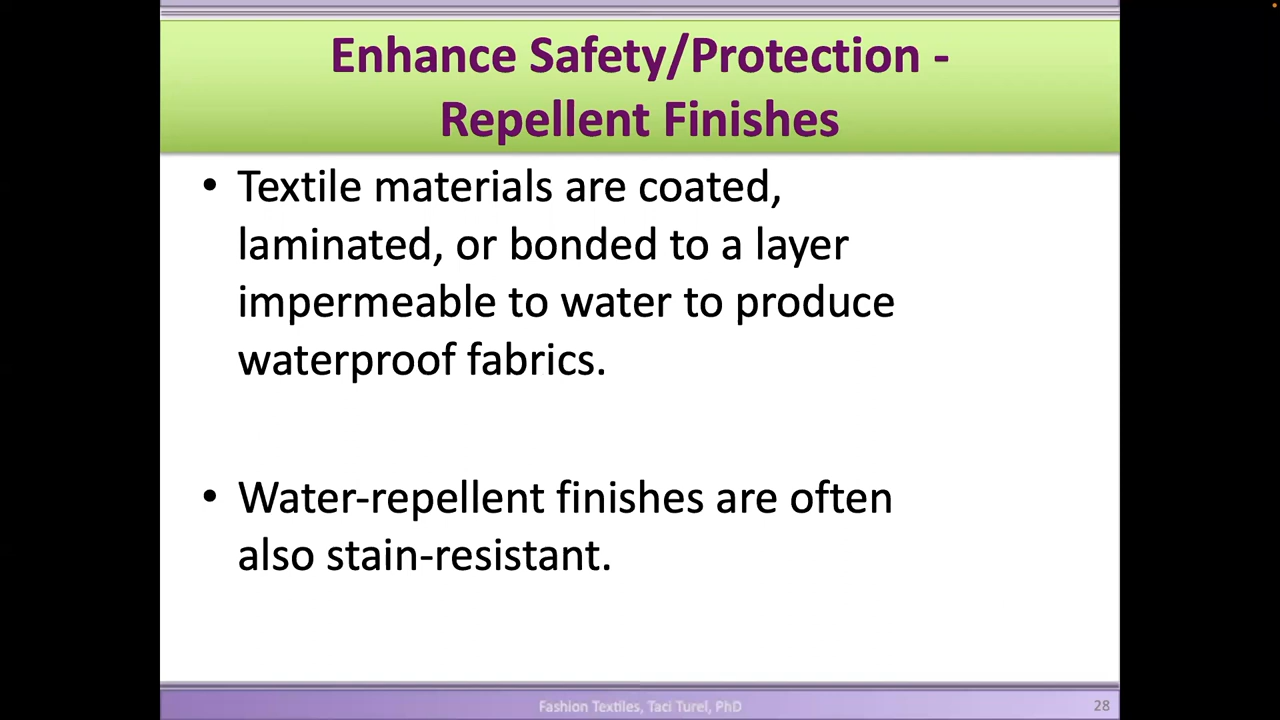 Enhance Safety/Protection -
Repellent Finishes
• Textile materials are coated,
laminated, or bonded to a layer
impermeable to water to produce
waterproof fabrics.
• Water-repellent finishes are often
also stain-resistant.
Fashion Textiles, Taci Turel, PhD
28